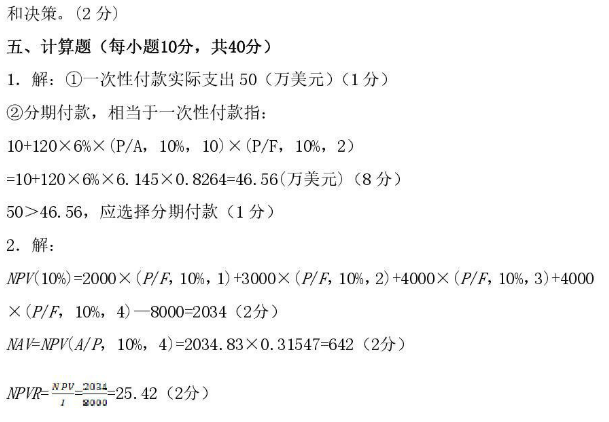 和决策。(2 分)
五、计算题（每小题10分，共40分）
1．解：①一次性付款实际支出 50（万美元）(1 分）
②分期付款，相当于一次性付款指：
10+120×6%×(P/A，10%，10)×(P/F，10%，2)
=10+120×6%×6.145×0.8264=46.56(万美元)（8 分）
50＞46.56，应选择分期付款（1 分）
2．解：
NPV(10%)=2000×(P/F,10%,1)+3000×(P/F,10%,2)+4000×(P/F,10%,3)+4000
×(P/F，10%，4)—8000=2034（2分）
NAV=NPV(A/P，10%，4)=2034.83×0.31547=642（2分）
NPVR=NPV/I=2034/8000=25.42（2分）